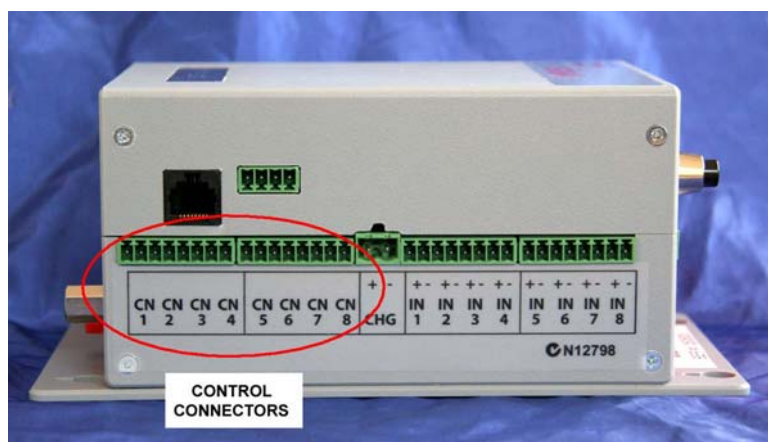 CN CN CN CN CN CN CN CN
1 2 3 4 5 6 7 8
+ -
CHG
+- +- +- +- +- +- +- +-
IN IN IN IN IN IN IN IN
1 2 3 4 5 6 7 8
N12798
CONTROL
CONNECTORS